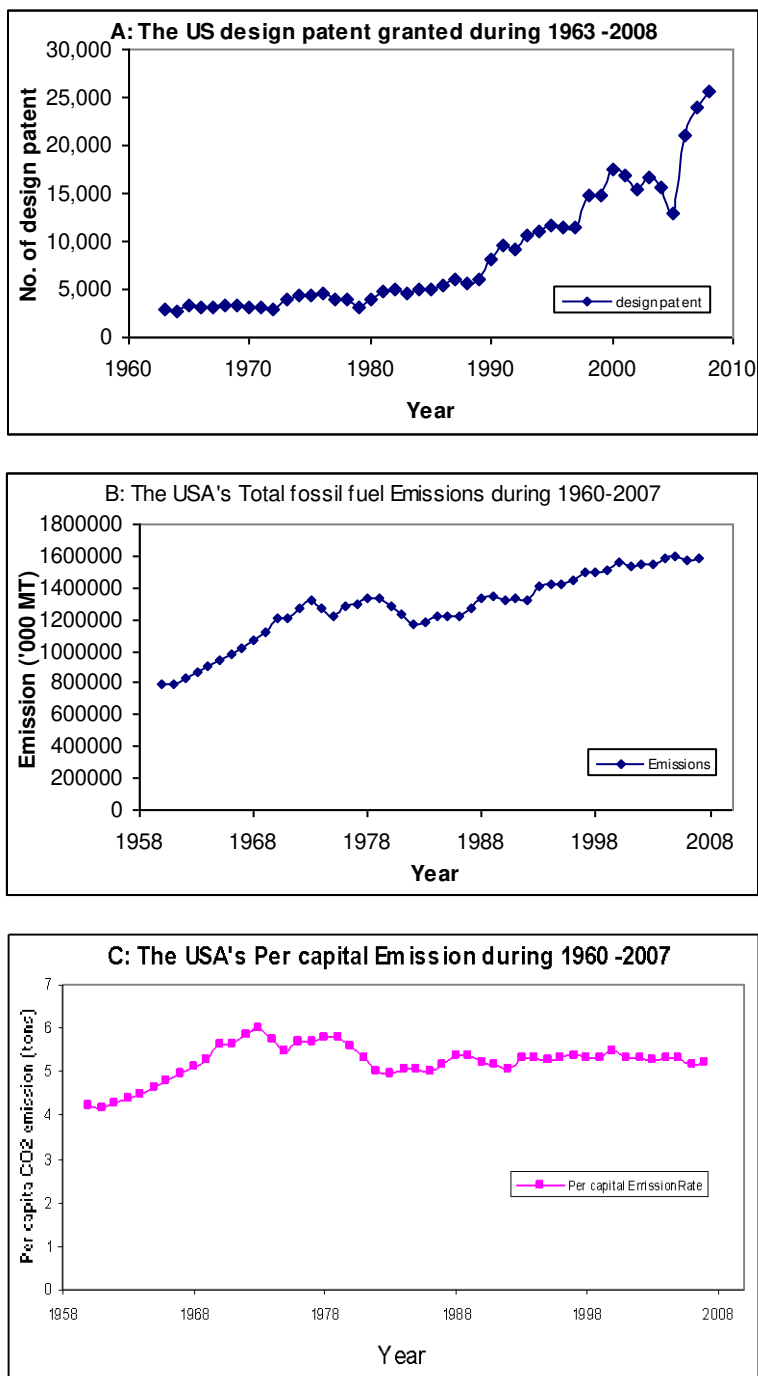 A: The US design patent granted during 1963 -2008
30,000
25,000
20,000
15,000
10,000
5,000
0
No. of design patent
design patent
1960 1970 1980 1990 2000 2010
Year
B: The USA's Total fossil fuel Emissions during 1960-2007
1800000
1600000
1400000
1200000
1000000
800000
600000
400000
200000
0
Emission ('000 MT)
Emissions
1958 1968 1978 1988 1998 2008
Year
C: The USA's Per capital Emission during 1960 -2007
7
6
5
4
3
2
1
0
Per capita CO2 emission (tons)
Per capital Emission Rate
1958 1968 1978 1988 1998 2008
Year